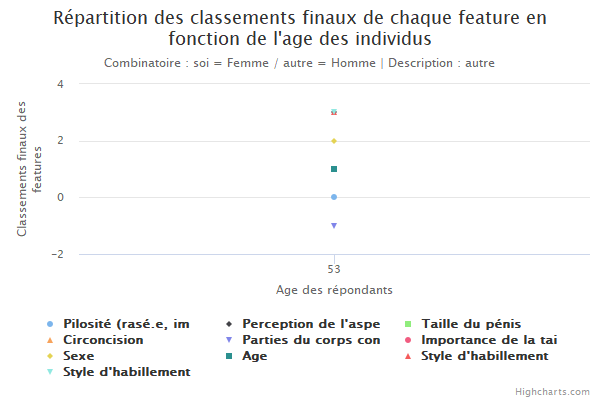 Répartition des classements finaux de chaque feature en
fonction de l'age des individus
Combinatoire : soi = Femme / autre = Homme | Description : autre
Classements finaux des
features
4
2
0
−2
53
Age des répondants
Pilosité (rasé.e, im
Perception de l'aspe
Taille du pénis
Circoncision
Parties du corps con
Importance de la tai
Sexe
Age
Style d'habillement
Style d'habillement
Highcharts.com